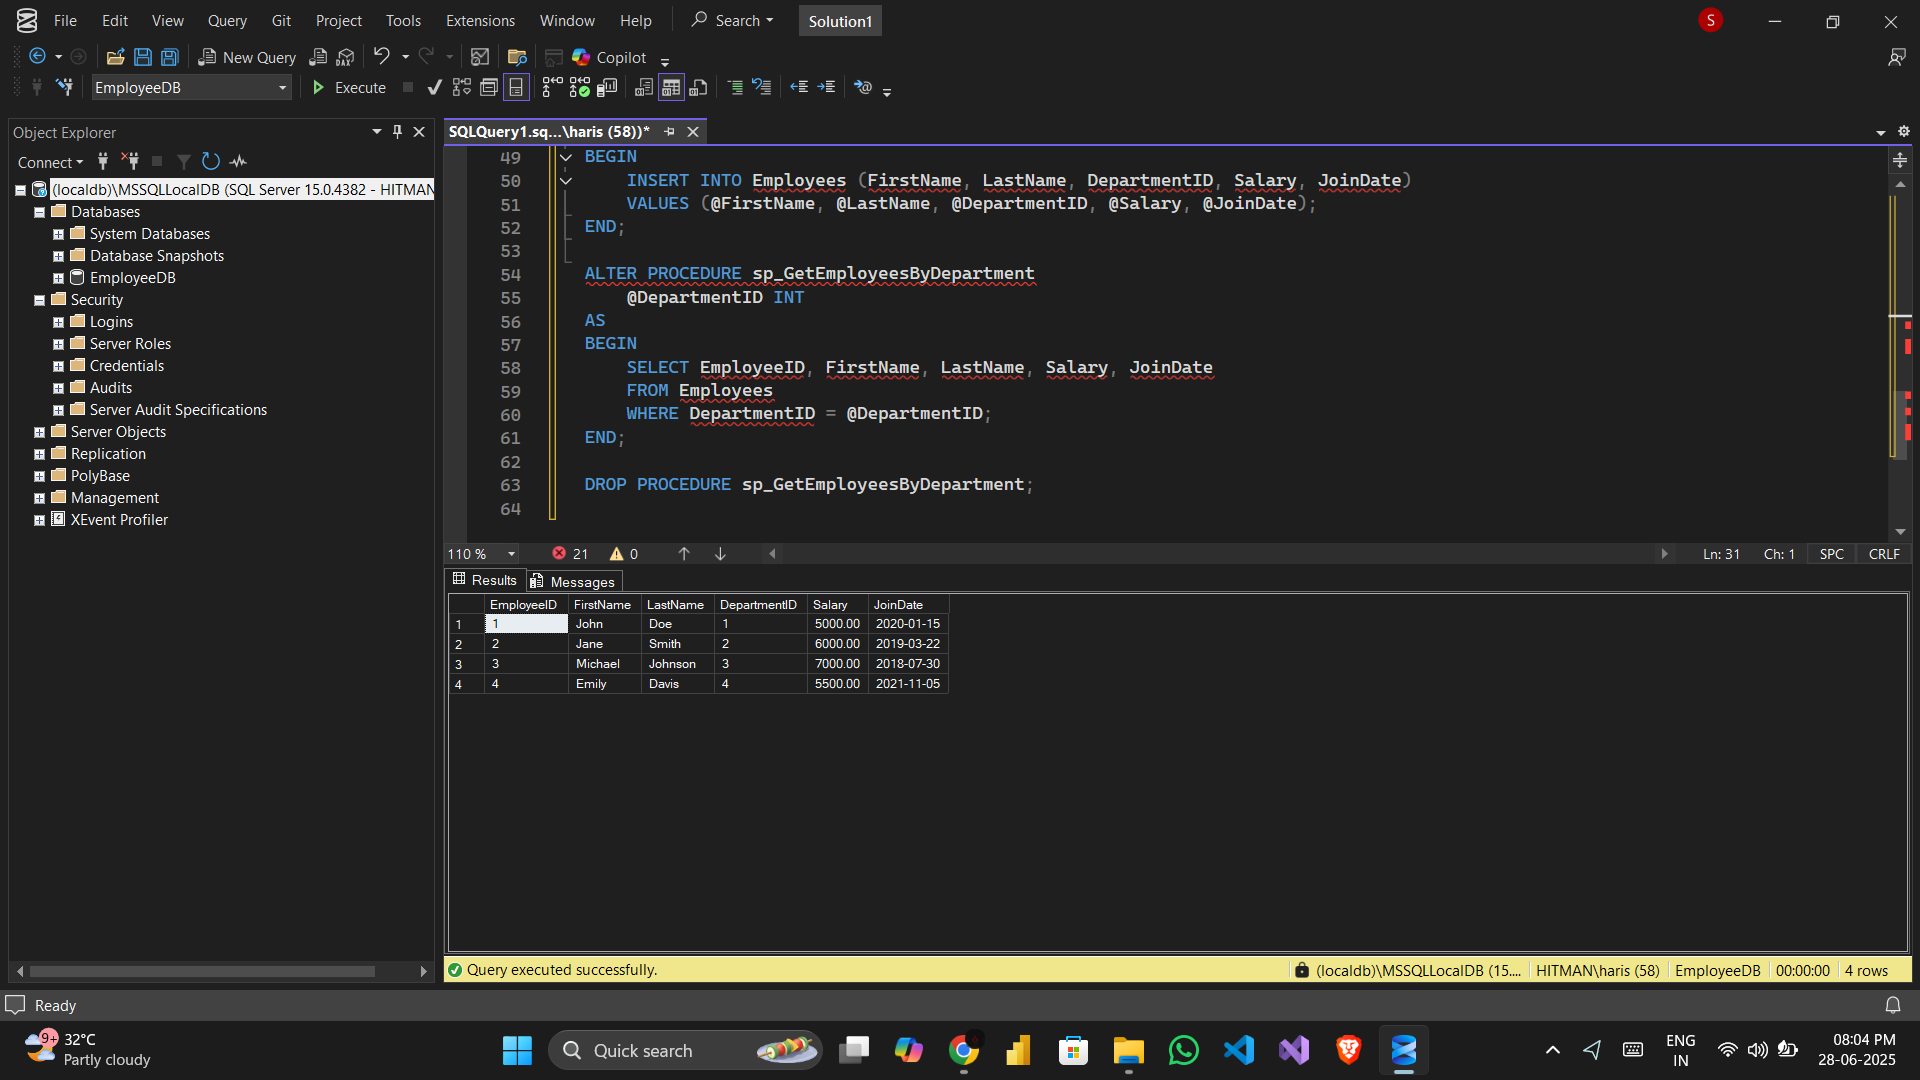 File Edit View Query Git Project Tools Extensions Window Help Search Solution1 S
New Query DAX Copilot
EmployeeDB Execute
Object Explorer
Connect
(localdb)\MSSQLLocalDB (SQL Server 15.0.4382 - HITMAN
Databases
System Databases
Database Snapshots
EmployeeDB
Security
Logins
Server Roles
Credentials
Audits
Server Audit Specifications
Server Objects
Replication
PolyBase
Management
XEvent Profiler
SQLQuery1.sq...\haris (58))*
49 BEGIN
50 INSERT INTO Employees (FirstName, LastName, DepartmentID, Salary, JoinDate)
51 VALUES (@FirstName, @LastName, @DepartmentID, @Salary, @JoinDate);
52 END;
53
54 ALTER PROCEDURE sp_GetEmployeesByDepartment
55 @DepartmentID INT
56 AS
57 BEGIN
58 SELECT EmployeeID, FirstName, LastName, Salary, JoinDate
59 FROM Employees
60 WHERE DepartmentID = @DepartmentID;
61 END;
62
63 DROP PROCEDURE sp_GetEmployeesByDepartment;
64
110 % 21 0 Ln: 31 Ch: 1 SPC CRLF
Results Messages
EmployeeID FirstName LastName DepartmentID Salary JoinDate
1 1 John Doe 1 5000.00 2020-01-15
2 2 Jane Smith 2 6000.00 2019-03-22
3 3 Michael Johnson 3 7000.00 2018-07-30
4 4 Emily Davis 4 5500.00 2021-11-05
Query executed successfully. (localdb)\MSSQLLocalDB (15.... HITMAN\haris (58) EmployeeDB 00:00:00 4 rows
Ready
9+ 32°C
Partly cloudy
Quick search
ENG
IN
08:04 PM
28-06-2025